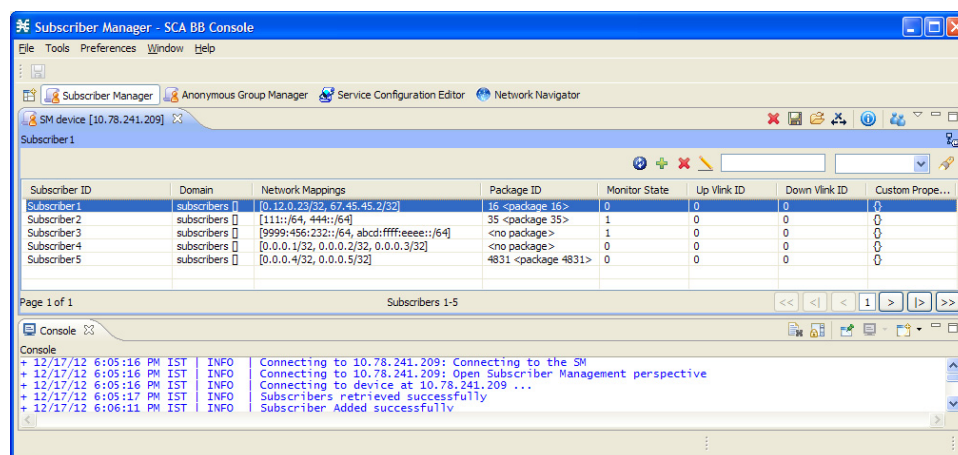 Subscriber Manager - SCA BB Console
File Tools Preferences Window Help
Subscriber Manager Anonymous Group Manager Service Configuration Editor Network Navigator
SM device [10.78.241.209]
Subscriber1
Subscriber ID Domain Network Mappings Package ID Monitor State Up Vlink ID Down Vlink ID Custom Prope...
Subscriber1 subscribers [] [0.12.0.23/32, 67.45.45.2/32] 16 <package 16> 0 0 0 {}
Subscriber2 subscribers [] [111::/64, 444::/64] 35 <package 35> 1 0 0 {}
Subscriber3 subscribers [] [9999:456:232::/64, abcd:ffff:eeee::/64] <no package> 1 0 0 {}
Subscriber4 subscribers [] [0.0.0.1/32, 0.0.0.2/32, 0.0.0.3/32] <no package> 0 0 0 {}
Subscriber5 subscribers [] [0.0.0.4/32, 0.0.0.5/32] 4831 <package 4831> 0 0 0 {}
Page 1 of 1 Subscribers 1-5 << <| < 1 > |> >>
Console
Console
+ 12/17/12 6:05:16 PM IST | INFO | Connecting to 10.78.241.209: Connecting to the SM
+ 12/17/12 6:05:16 PM IST | INFO | Connecting to 10.78.241.209: Open Subscriber Management perspective
+ 12/17/12 6:05:16 PM IST | INFO | Connecting to device at 10.78.241.209 ...
+ 12/17/12 6:05:17 PM IST | INFO | Subscribers retrieved successfully
+ 12/17/12 6:06:11 PM IST | INFO | Subscriber Added successfully